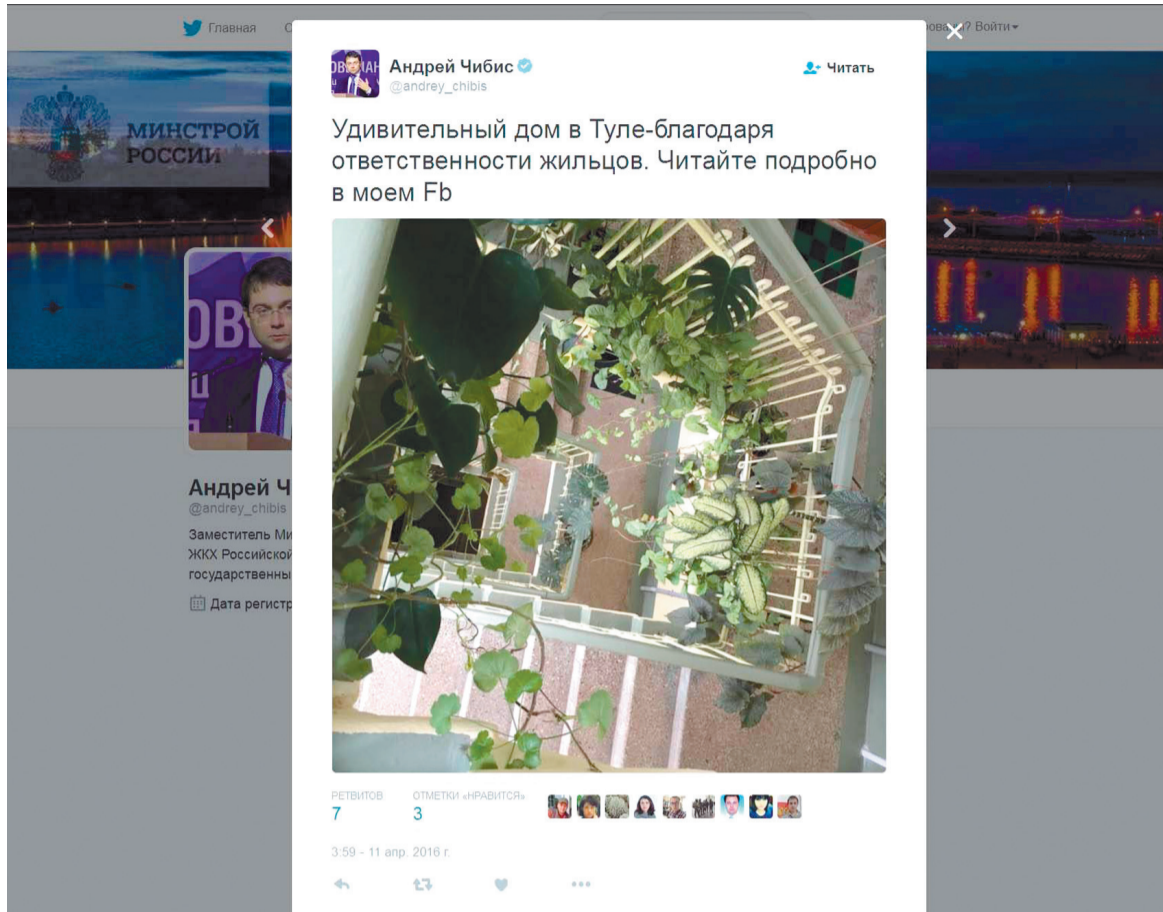 Главная
? Войти
МИНСТРОЙ
РОССИИ
Андрей Чибис
@andrey_chibis
Читать
Удивительный дом в Туле-благодаря
ответственности жильцов. Читайте подробно
в моем Fb
Андрей Ч
@andrey_chibis
Заместитель Ми
ЖКХ Российской
государственны
Дата регистр
РЕТВИТОВ
7
ОТМЕТКИ «НРАВИТСЯ»
3
3:59 - 11 апр. 2016 г.